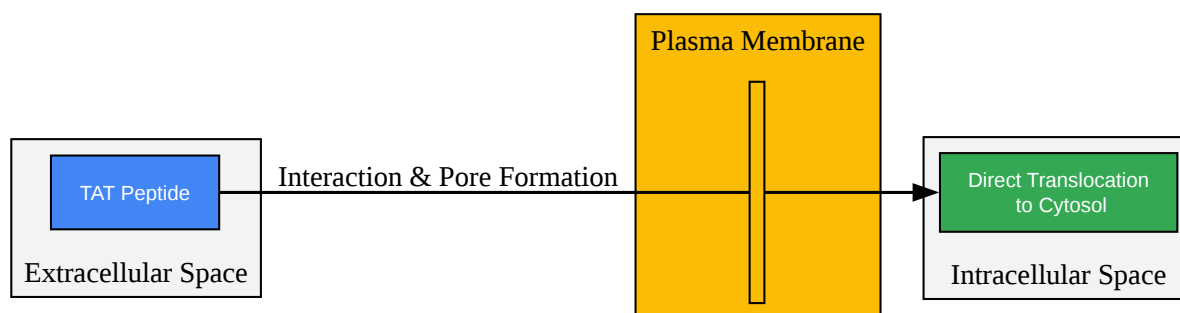 Plasma Membrane
TAT Peptide
Interaction & Pore Formation
Direct Translocation
to Cytosol
Extracellular Space
Intracellular Space